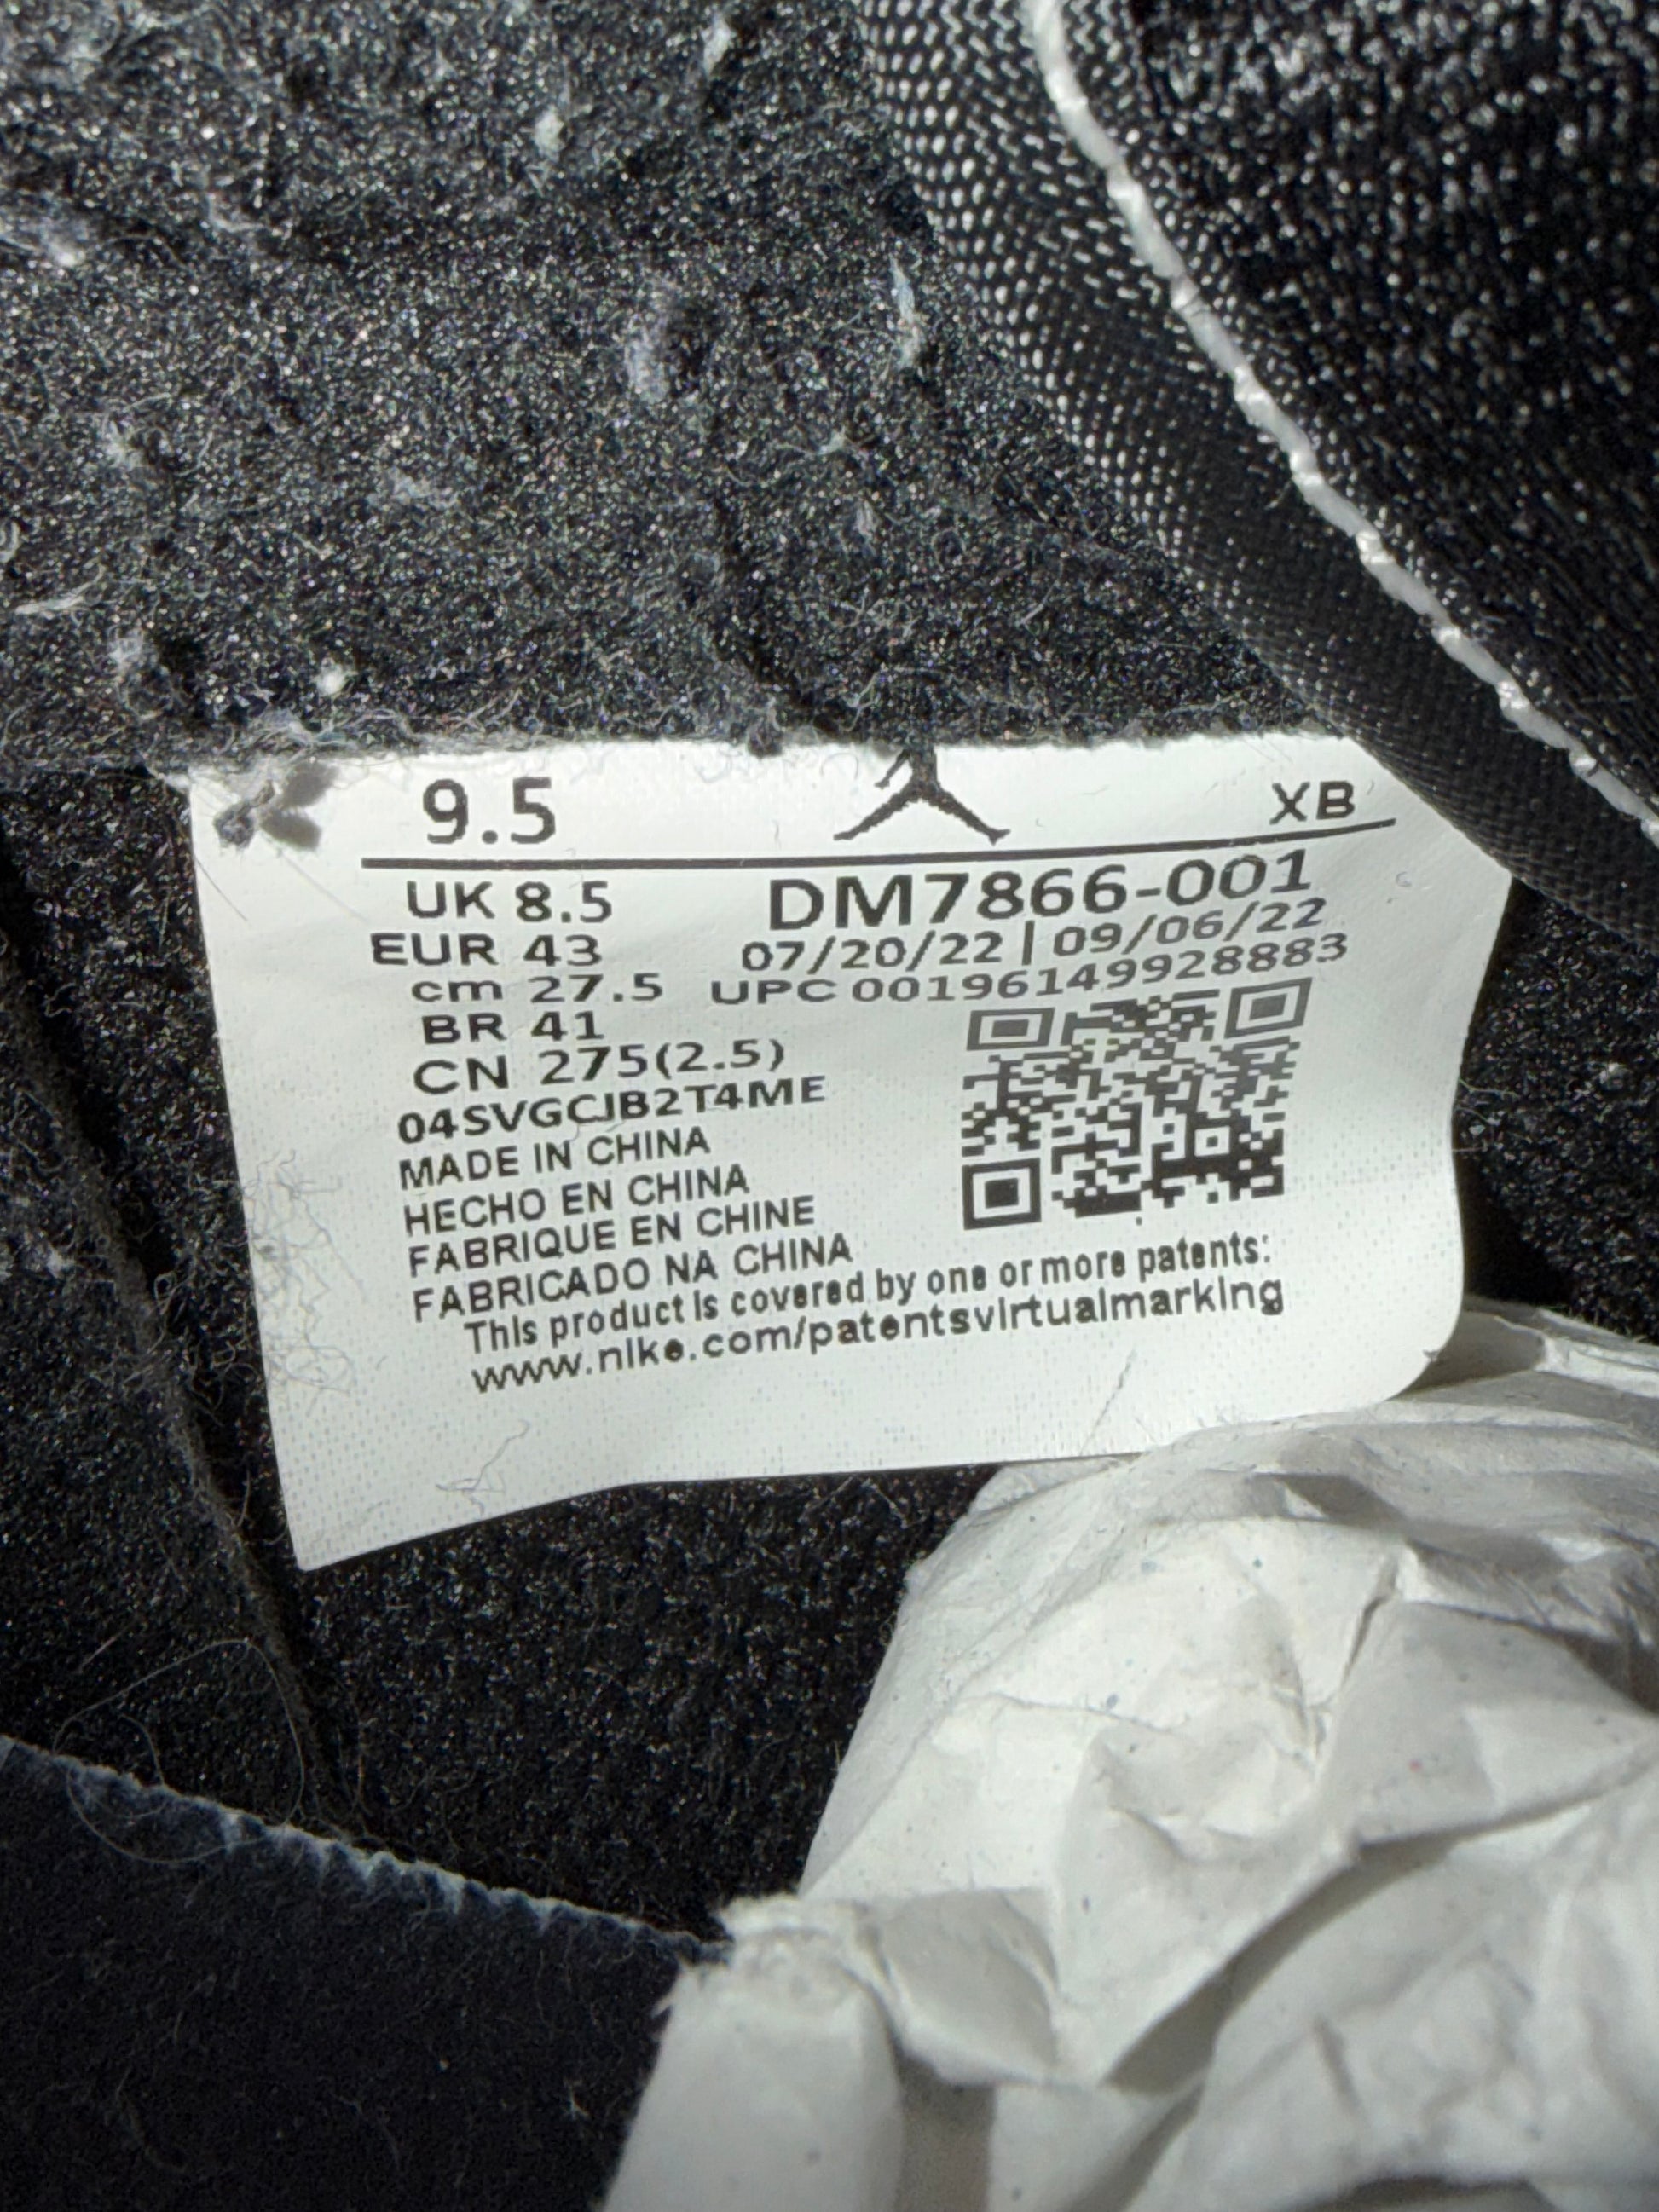 9.5 XB
UK 8.5 DM7866-001
EUR 43 07/20/22 | 09/06/22
cm 27.5 UPC 00196149928883
BR 41
CN 275(2.5)
04SVGCJB2T4ME
MADE IN CHINA
HECHO EN CHINA
FABRIQUE EN CHINE
FABRICADO NA CHINA
This product is covered by one or more patents:
www.nike.com/patentsvirtualmarking